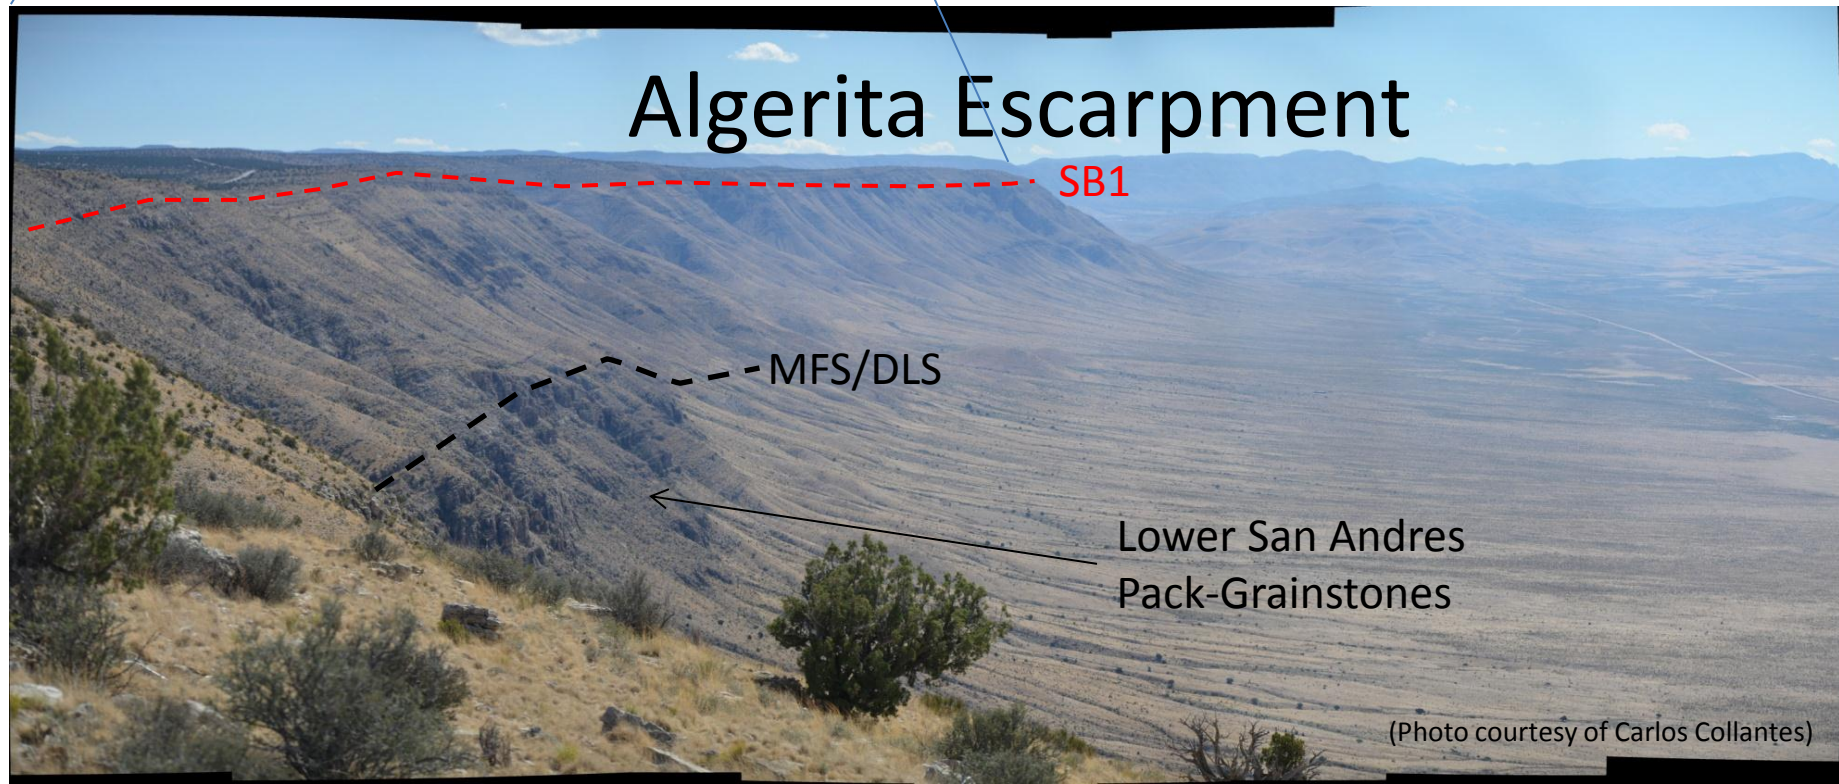 Algerita Escarpment
SB1
MFS/DLS
Lower San Andres
Pack-Grainstones
(Photo courtesy of Carlos Collantes)